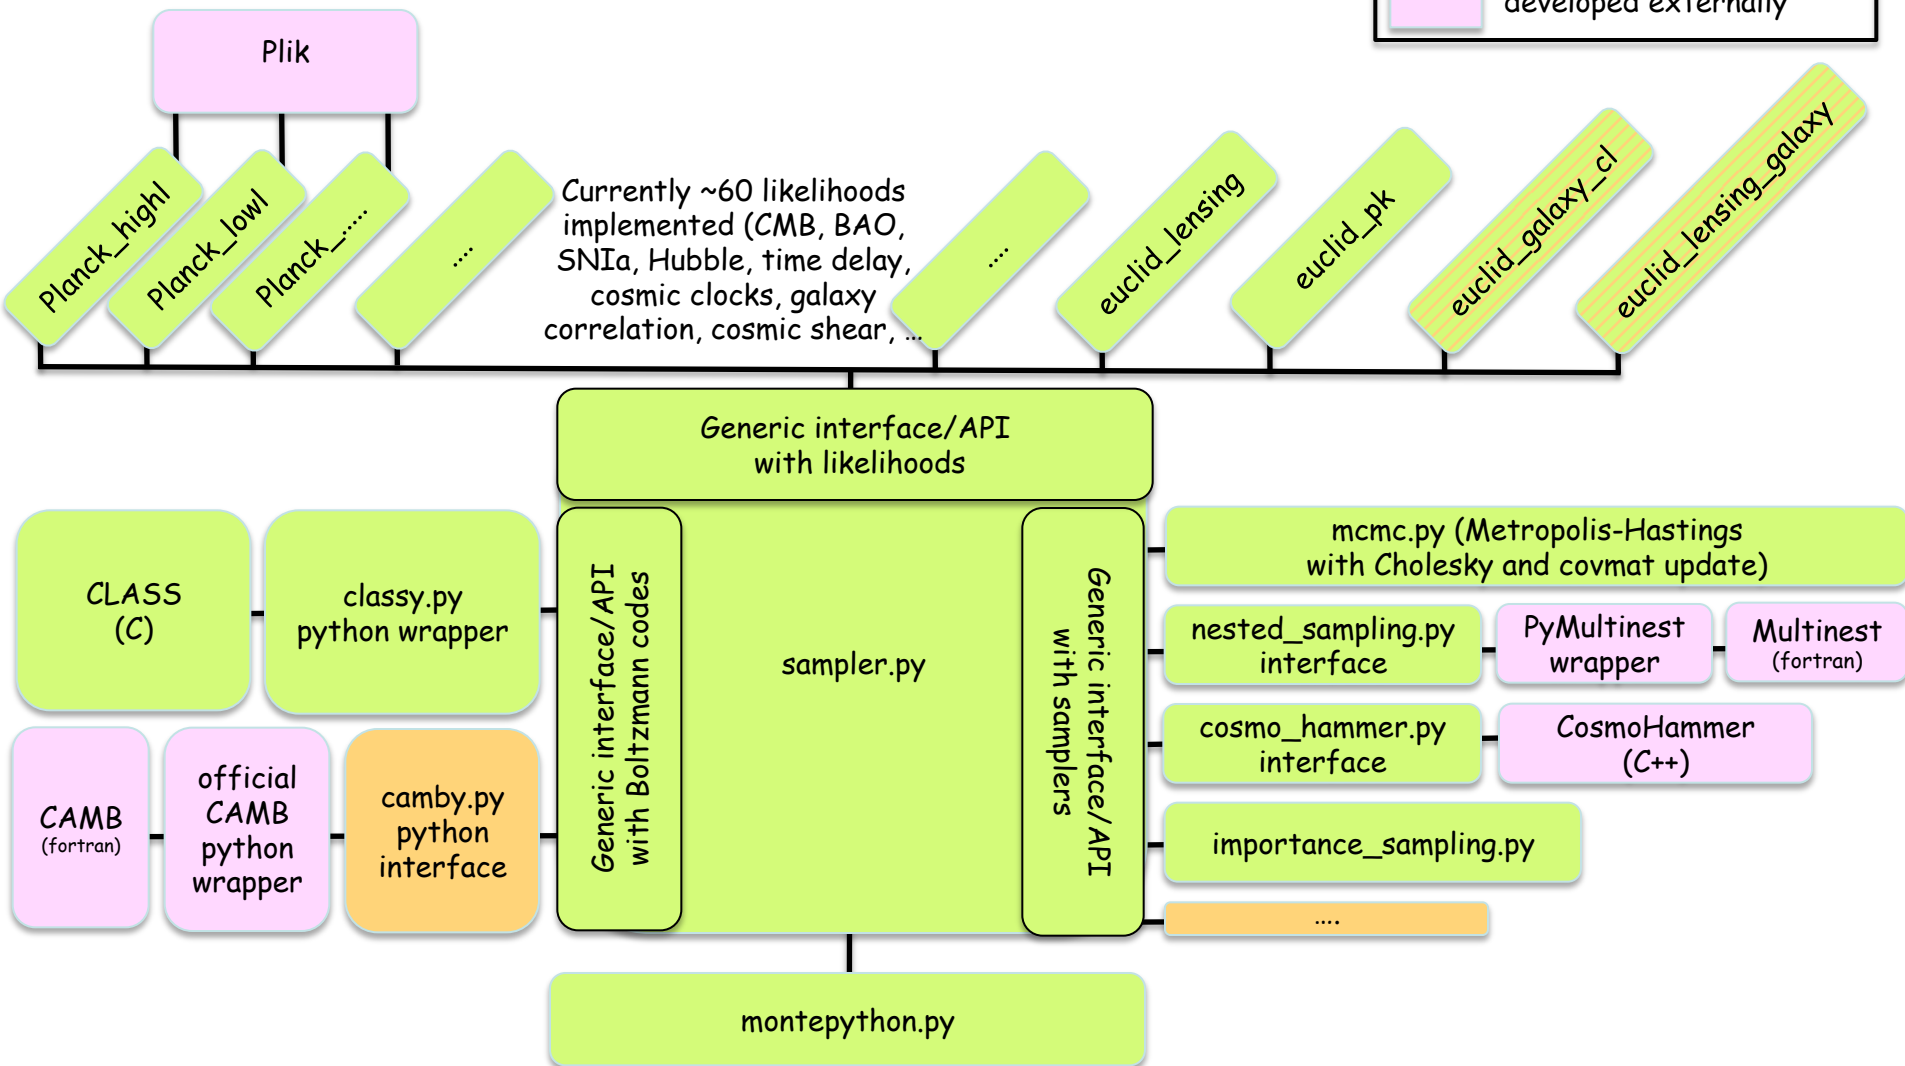 developed externally
Plik
Planck_highl
Planck_lowl
Planck_.....
....
Currently ~60 likelihoods
implemented (CMB, BAO,
SNIa, Hubble, time delay,
cosmic clocks, galaxy
correlation, cosmic shear, ...
....
euclid_lensing
euclid_pk
euclid_galaxy_cl
euclid_lensing_galaxy
Generic interface/API
with likelihoods
CLASS
(C)
classy.py
python wrapper
Generic interface/API
with Boltzmann codes
sampler.py
Generic interface/API
with samplers
mcmc.py (Metropolis-Hastings
with Cholesky and covmat update)
nested_sampling.py
interface
PyMultinest
wrapper
Multinest
(fortran)
cosmo_hammer.py
interface
CosmoHammer
(C++)
CAMB
(fortran)
official
CAMB
python
wrapper
camby.py
python
interface
importance_sampling.py
....
montepython.py